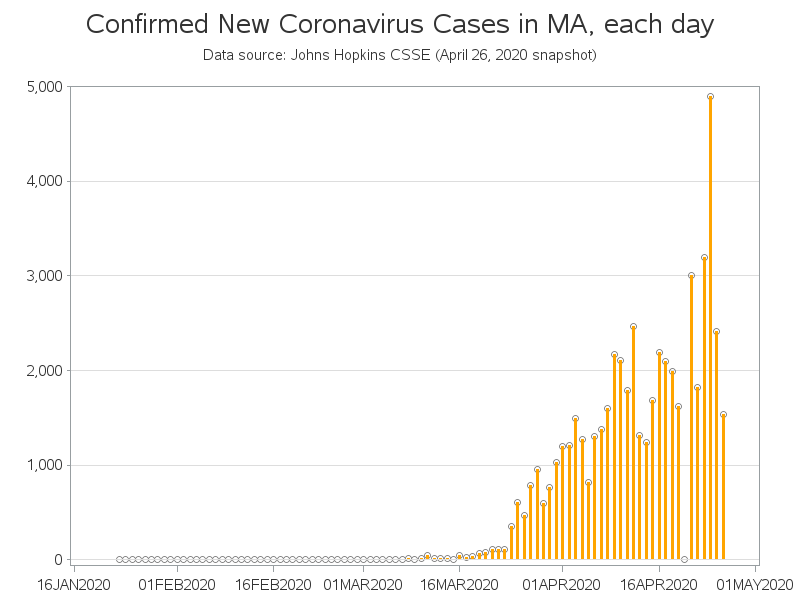 Confirmed New Coronavirus Cases in MA, each day
Data source: Johns Hopkins CSSE (April 26, 2020 snapshot)
5,000
4,000
3,000
2,000
1,000
0
16JAN2020 01FEB2020 16FEB2020 01MAR2020 16MAR2020 01APR2020 16APR2020 01MAY2020